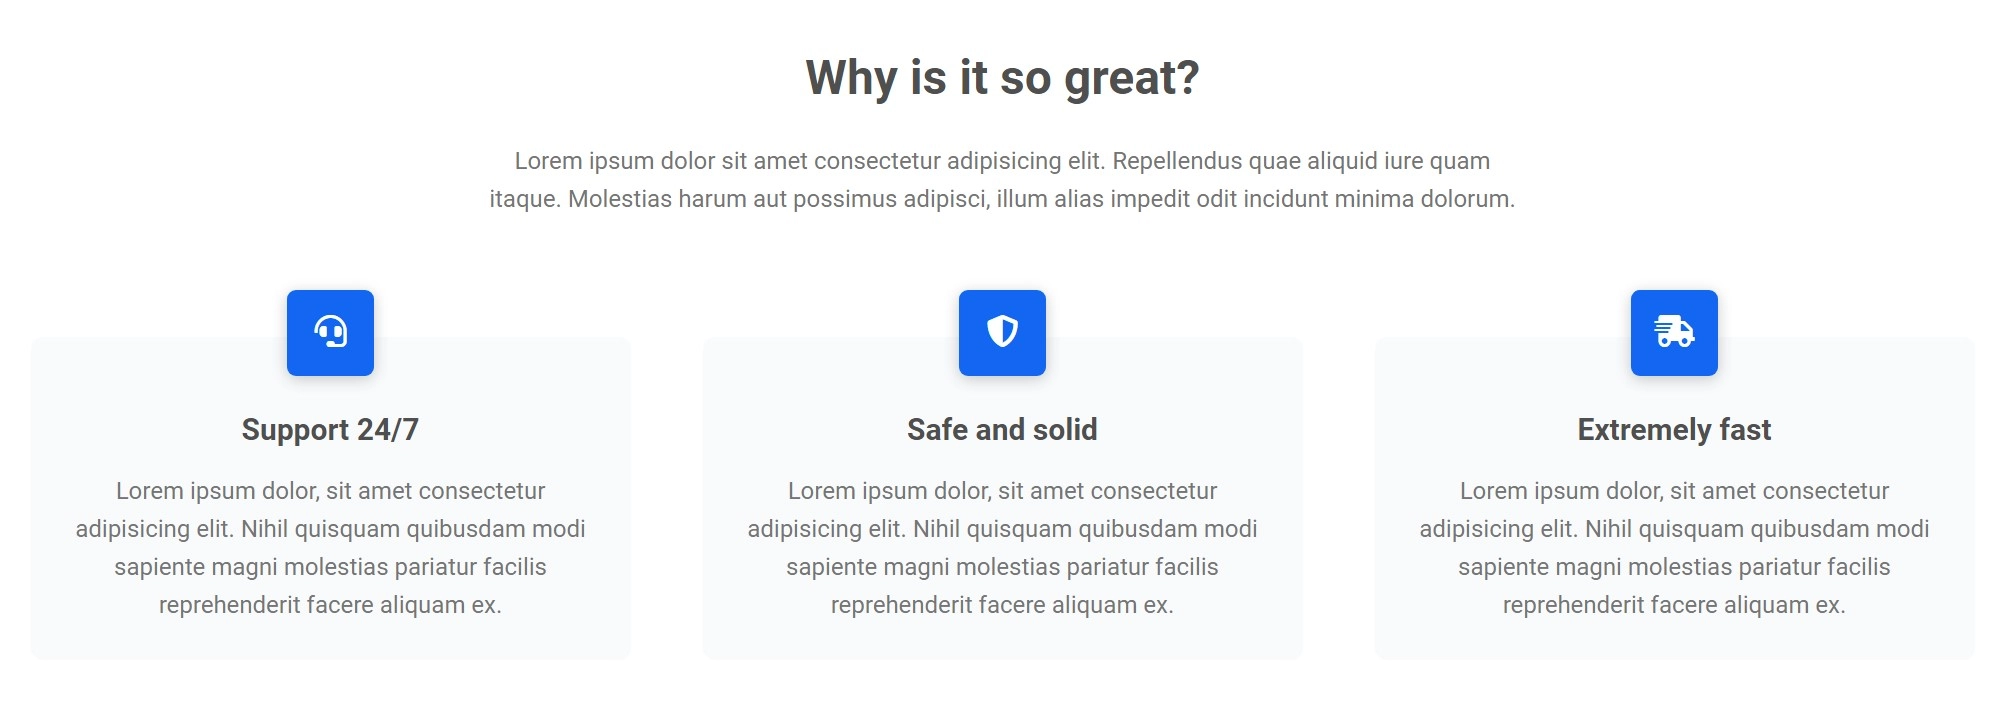 Why is it so great?
Lorem ipsum dolor sit amet consectetur adipisicing elit. Repellendus quae aliquid iure quam
itaque. Molestias harum aut possimus adipisci, illum alias impedit odit incidunt minima dolorum.
Support 24/7
Lorem ipsum dolor, sit amet consectetur
adipisicing elit. Nihil quisquam quibusdam modi
sapiente magni molestias pariatur facilis
reprehenderit facere aliquam ex.
Safe and solid
Lorem ipsum dolor, sit amet consectetur
adipisicing elit. Nihil quisquam quibusdam modi
sapiente magni molestias pariatur facilis
reprehenderit facere aliquam ex.
Extremely fast
Lorem ipsum dolor, sit amet consectetur
adipisicing elit. Nihil quisquam quibusdam modi
sapiente magni molestias pariatur facilis
reprehenderit facere aliquam ex.